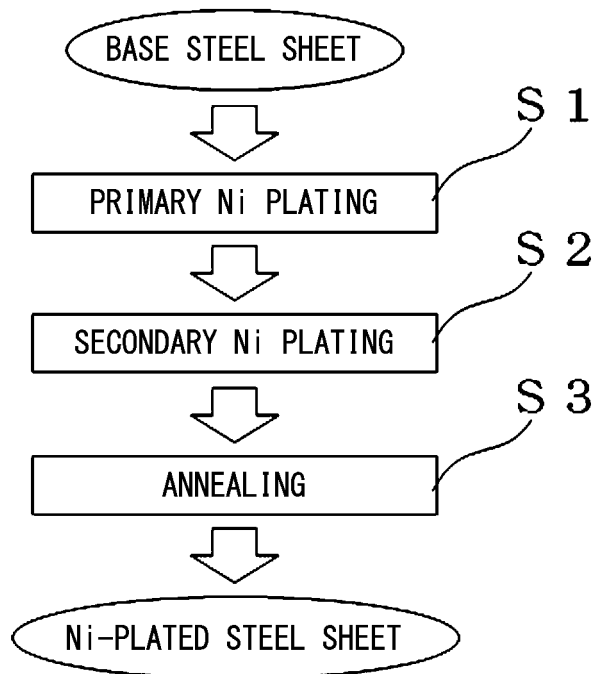 BASE STEEL SHEET
S 1
PRIMARY Ni PLATING
S 2
SECONDARY Ni PLATING
S 3
ANNEALING
Ni-PLATED STEEL SHEET